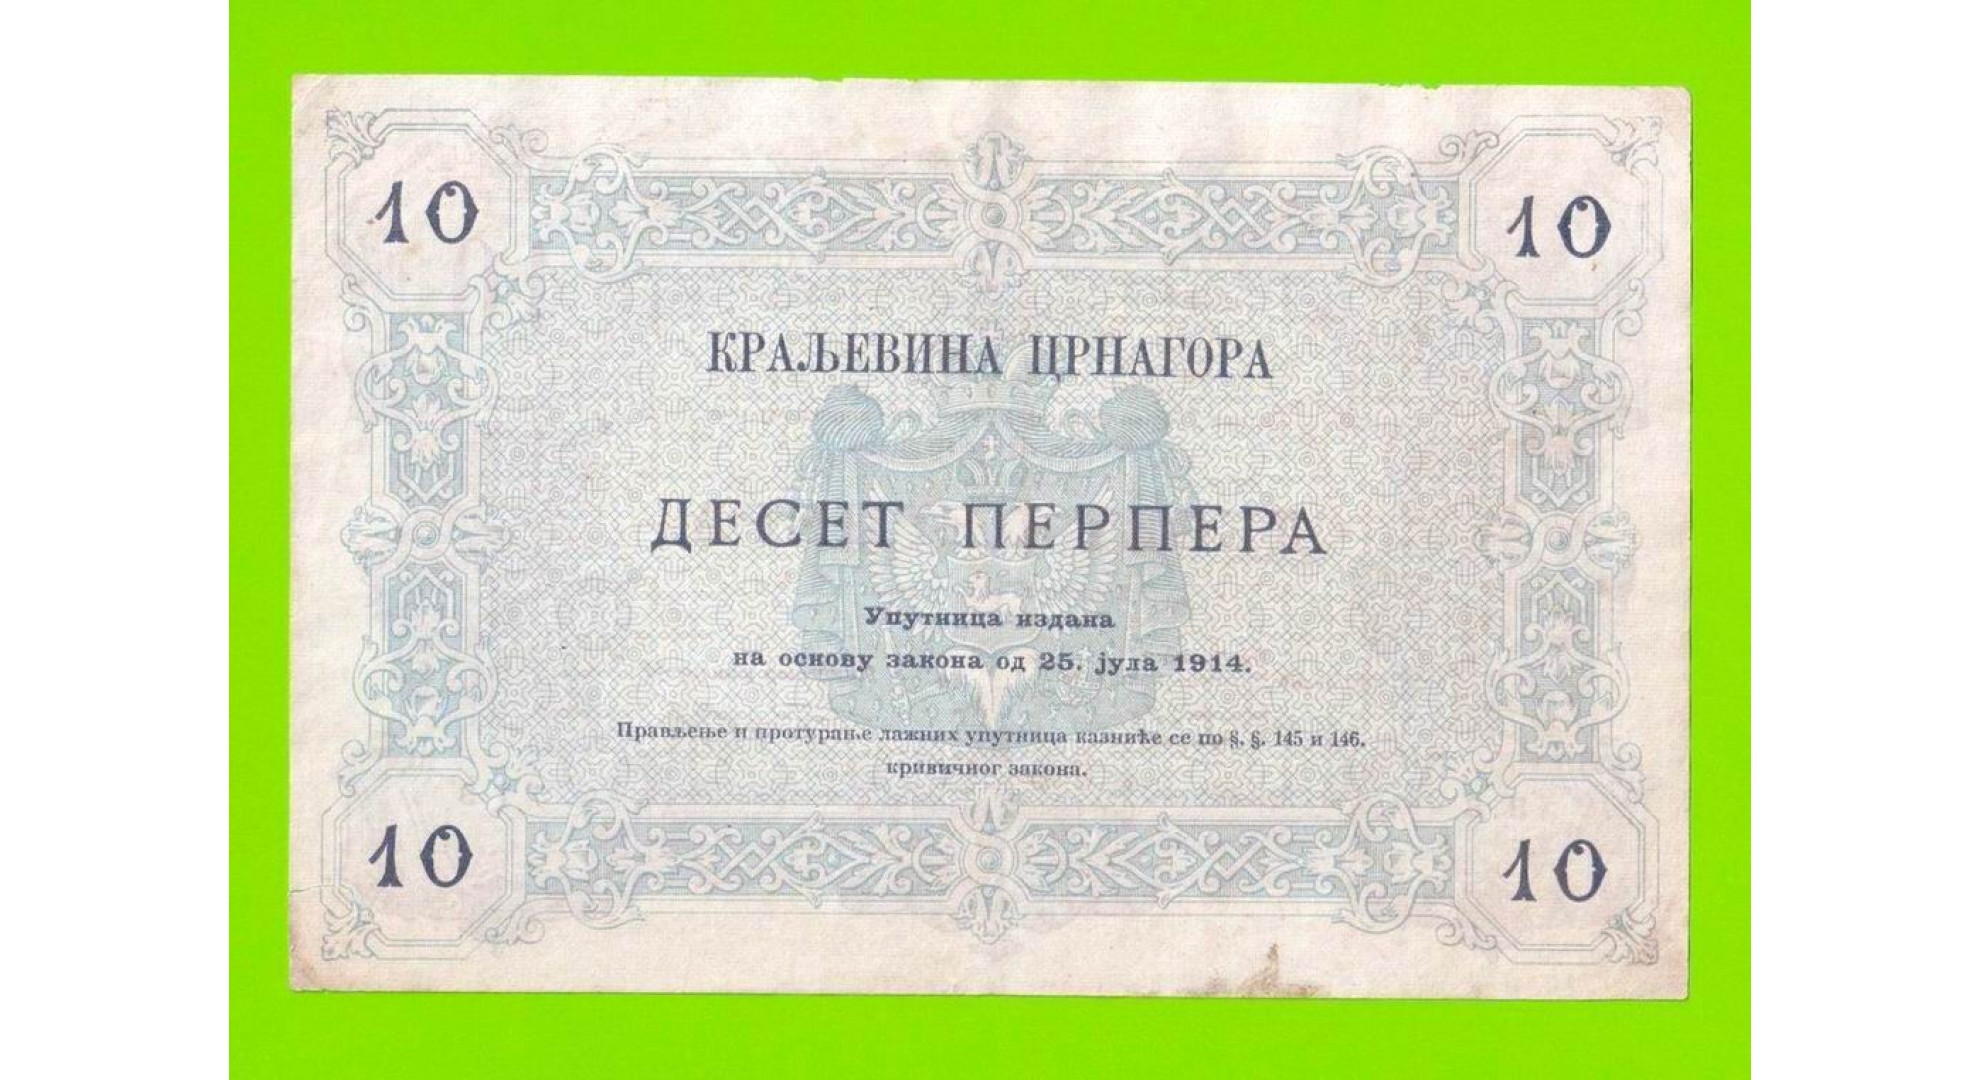 10 10
КРАЉЕВИНА ЦРНАГОРА
ДЕСЕТ ПЕРПЕРА
Упутница издана
на основу закона од 25. јула 1914.
Прављење и протурање лажних упутница казниће се по §. §. 145 и 146.
кривичног закона.
10 10